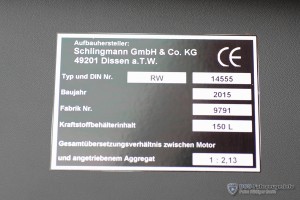 Aufbauhersteller:
Schlingmann GmbH & Co. KG
49201 Dissen a.T.W.
CE
Typ und DIN Nr. RW 14555
Baujahr 2015
Fabrik Nr. 9791
Kraftstoffbehälterinhalt 150 L
Gesamtübersetzungsverhältnis zwischen Motor
und angetriebenem Aggregat 1 : 2,13